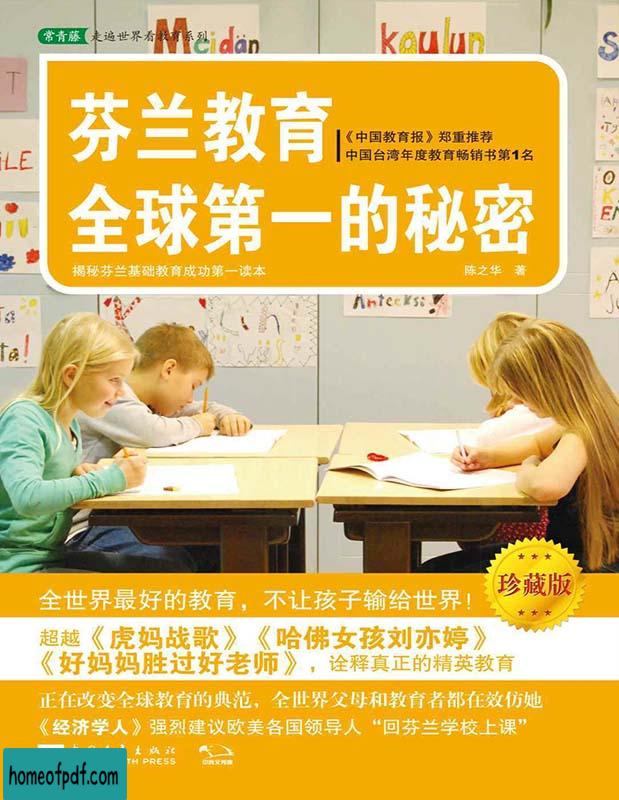 常青藤 走遍世界看教育系列
Meidän
koulun
芬兰教育
全球第一的秘密
《中国教育报》郑重推荐
中国台湾年度教育畅销书第1名
揭秘芬兰基础教育成功第一读本
陈之华 著
Anteeksi!
珍藏版
全世界最好的教育，不让孩子输给世界！
超越《虎妈战歌》《哈佛女孩刘亦婷》
《好妈妈胜过好老师》，诠释真正的精英教育
正在改变全球教育的典范，全世界父母和教育者都在效仿她
《经济学人》强烈建议欧美各国领导人“回芬兰学校上课”
出版社
TH PRESS
homeofpdf.com